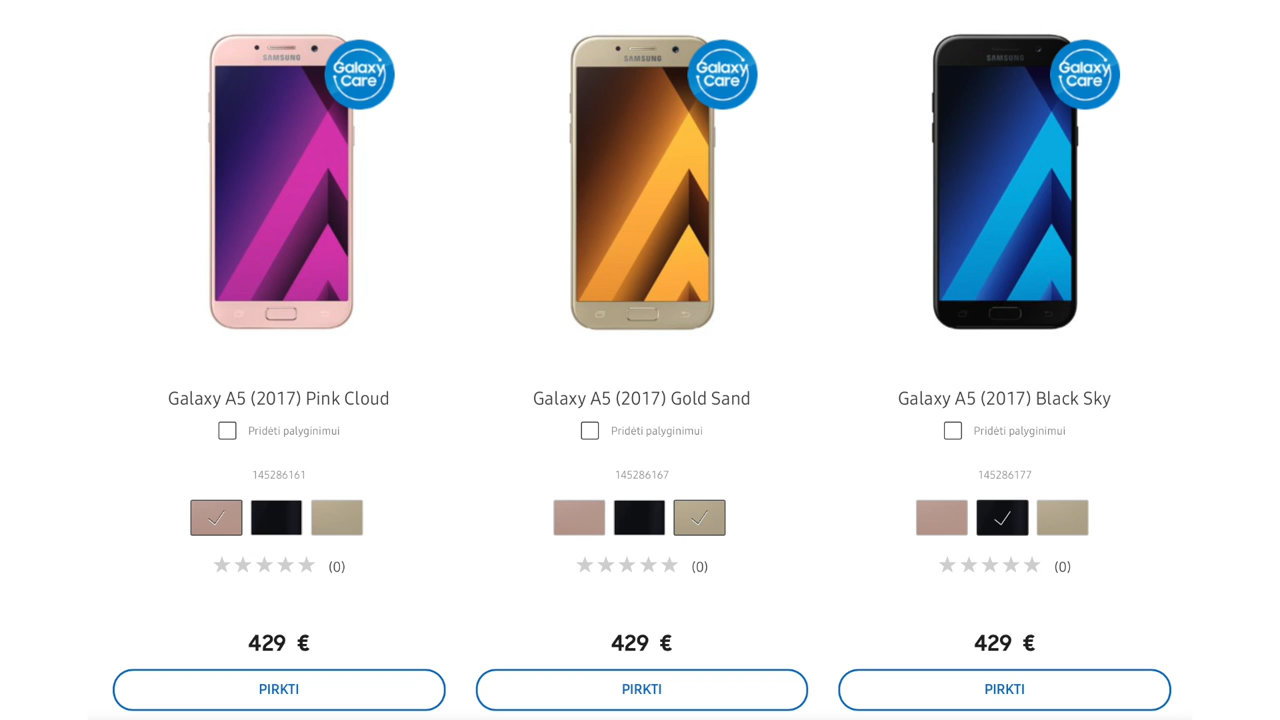 SAMSUNG
Galaxy
Care
SAMSUNG
Galaxy
Care
SAMSUNG
Galaxy
Care
Galaxy A5 (2017) Pink Cloud
Galaxy A5 (2017) Gold Sand
Galaxy A5 (2017) Black Sky
Pridėti palyginimui
Pridėti palyginimui
Pridėti palyginimui
145286161
145286167
145286177
(0)
(0)
(0)
429 €
429 €
429 €
PIRKTI
PIRKTI
PIRKTI